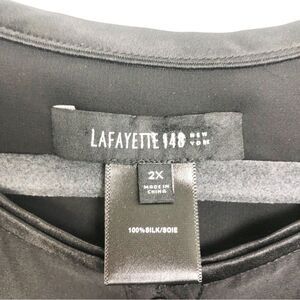 LAFAYETTE 148 NEW YORK
2X
MADE IN
CHINA
100%SILK/SOIE